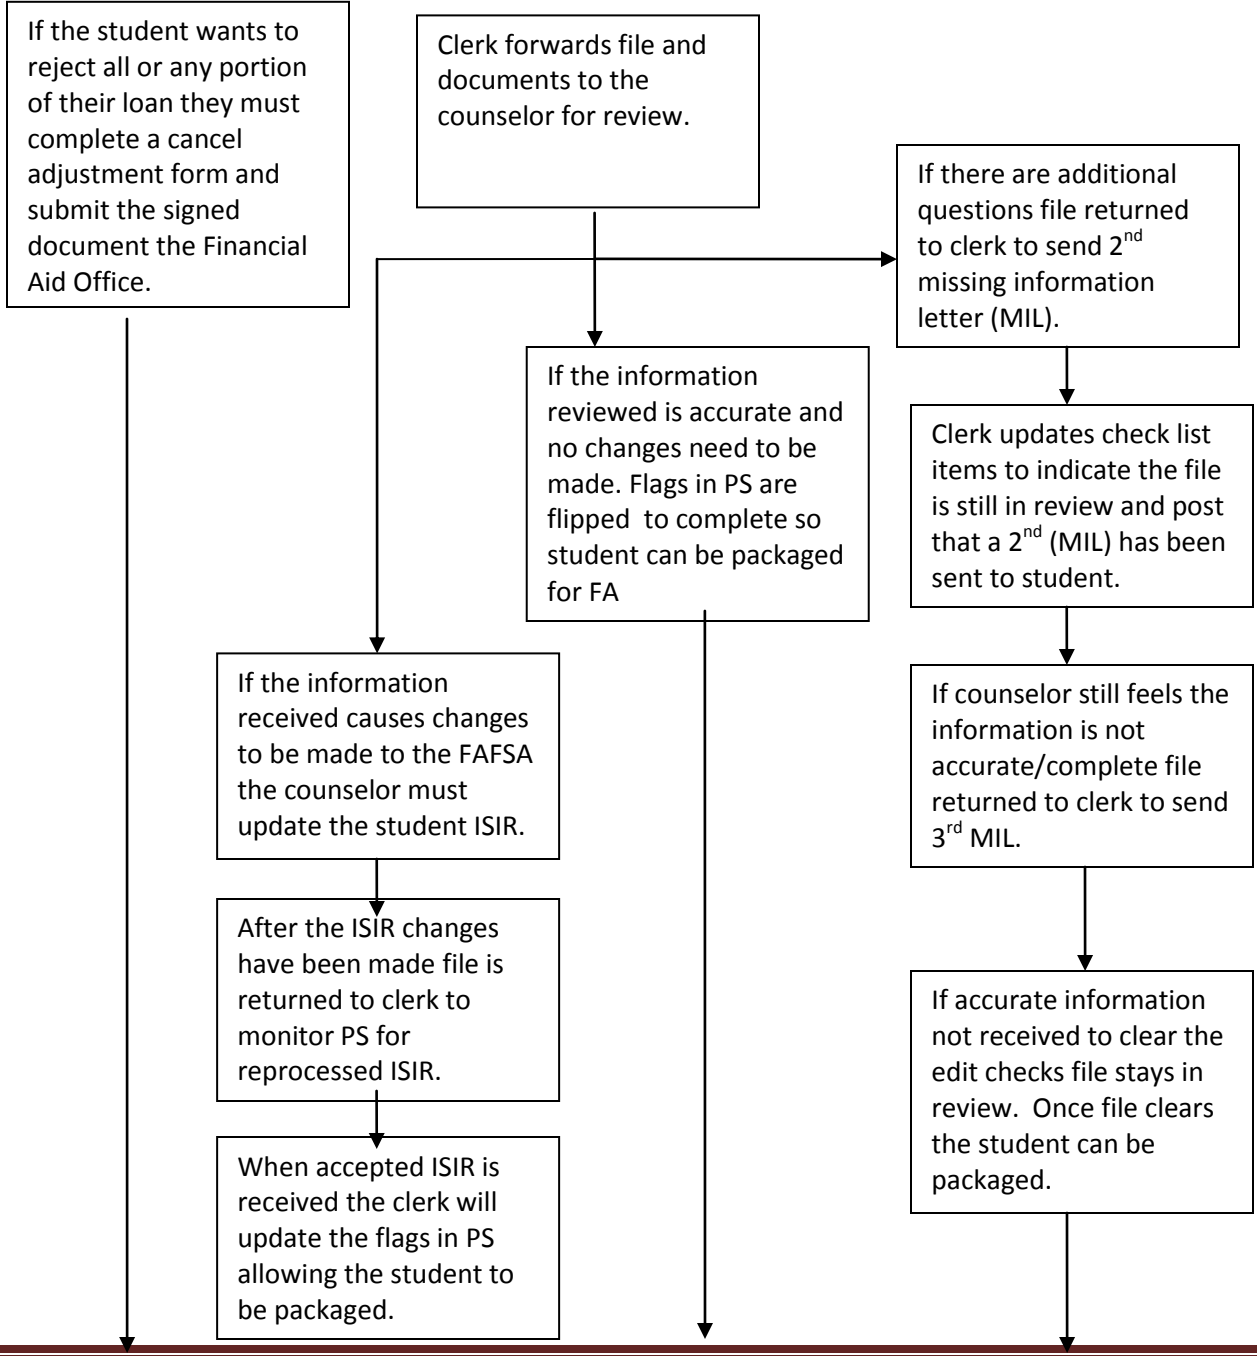 If the student wants to
reject all or any portion
of their loan they must
complete a cancel
adjustment form and
submit the signed
document the Financial
Aid Office.
Clerk forwards file and
documents to the
counselor for review.
If there are additional
questions file returned
to clerk to send 2nd
missing information
letter (MIL).
If the information
reviewed is accurate and
no changes need to be
made. Flags in PS are
flipped to complete so
student can be packaged
for FA
Clerk updates check list
items to indicate the file
is still in review and post
that a 2nd (MIL) has been
sent to student.
If the information
received causes changes
to be made to the FAFSA
the counselor must
update the student ISIR.
If counselor still feels the
information is not
accurate/complete file
returned to clerk to send
3rd MIL.
After the ISIR changes
have been made file is
returned to clerk to
monitor PS for
reprocessed ISIR.
If accurate information
not received to clear the
edit checks file stays in
review. Once file clears
the student can be
packaged.
When accepted ISIR is
received the clerk will
update the flags in PS
allowing the student to
be packaged.